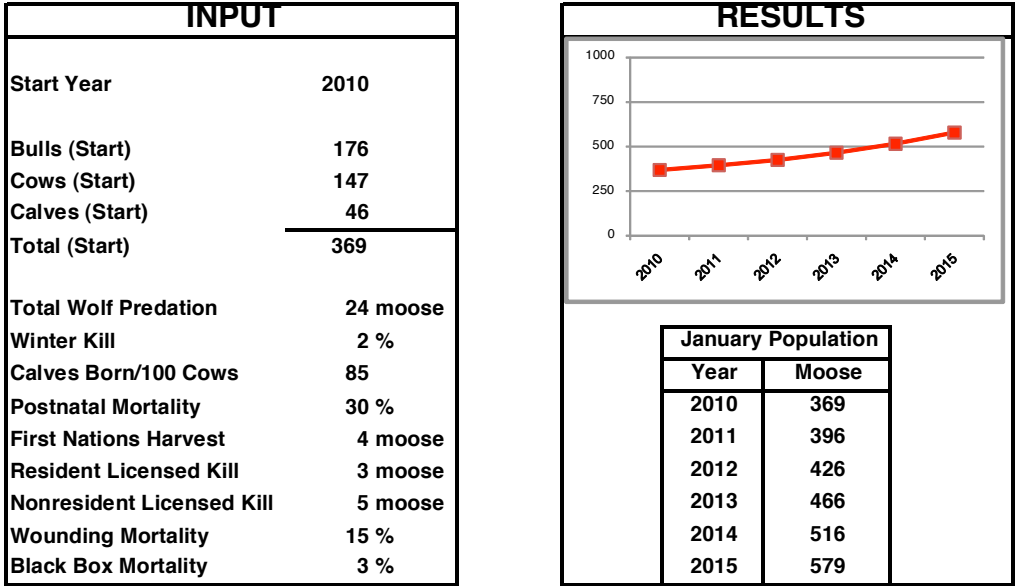 INPUT
Start Year 2010
Bulls (Start) 176
Cows (Start) 147
Calves (Start) 46
Total (Start) 369
Total Wolf Predation 24 moose
Winter Kill 2 %
Calves Born/100 Cows 85
Postnatal Mortality 30 %
First Nations Harvest 4 moose
Resident Licensed Kill 3 moose
Nonresident Licensed Kill 5 moose
Wounding Mortality 15 %
Black Box Mortality 3 %
RESULTS
1000
750
500
250
0
2010 2011 2012 2013 2014 2015
January Population
Year Moose
2010 369
2011 396
2012 426
2013 466
2014 516
2015 579